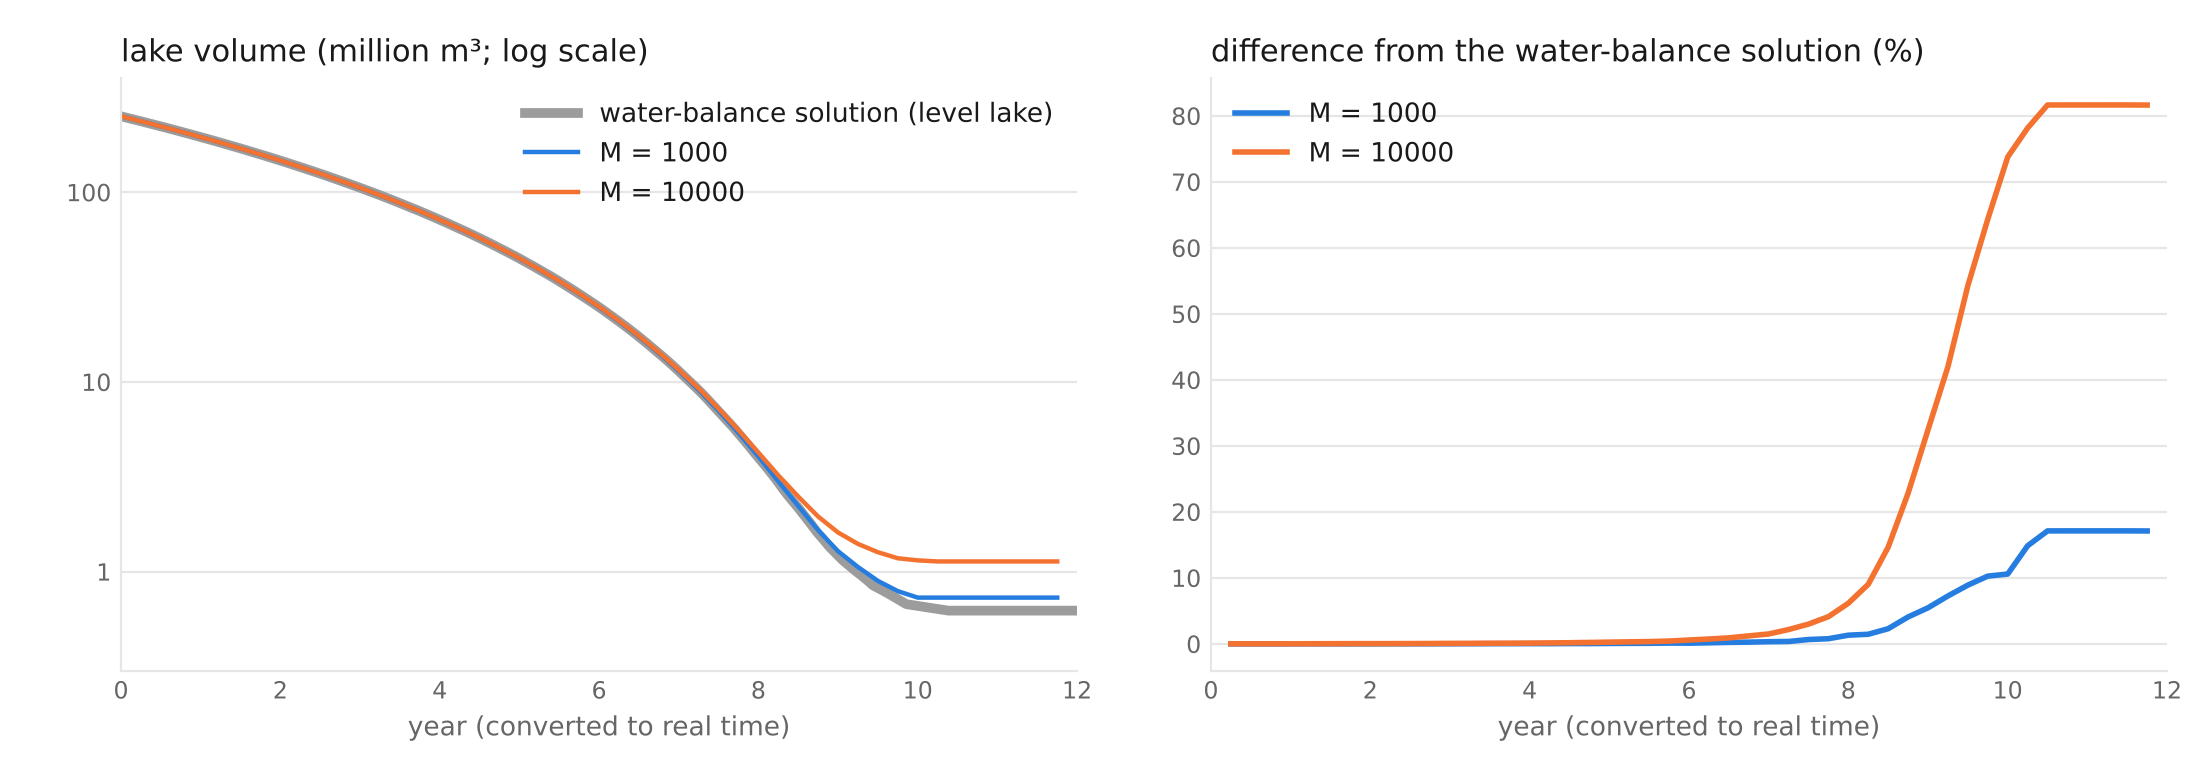 lake volume (million m³; log scale)
water-balance solution (level lake)
M = 1000
M = 10000
100
10
1
0 2 4 6 8 10 12
year (converted to real time)
difference from the water-balance solution (%)
M = 1000
M = 10000
80
70
60
50
40
30
20
10
0
0 2 4 6 8 10 12
year (converted to real time)